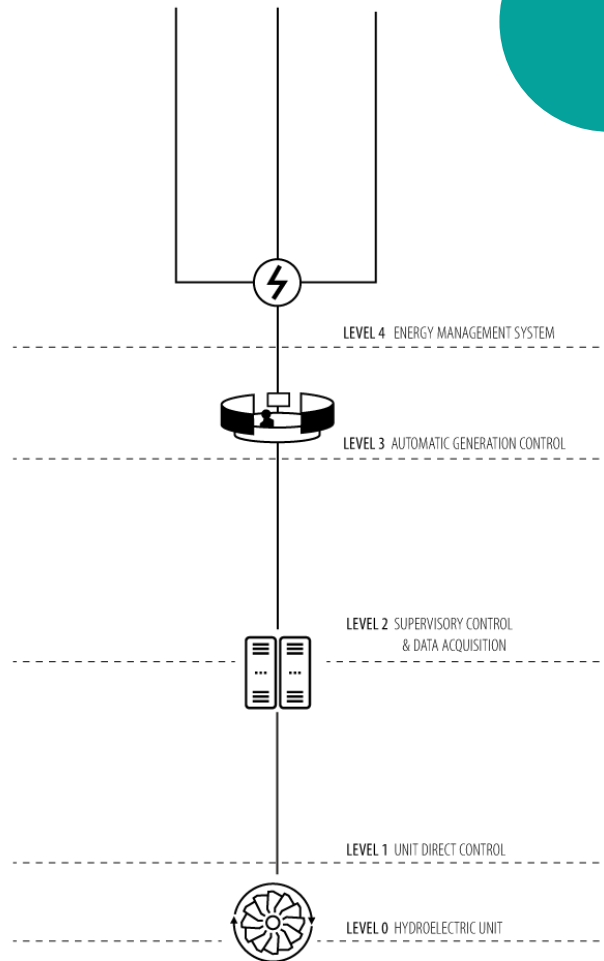 LEVEL 4 ENERGY MANAGEMENT SYSTEM
LEVEL 3 AUTOMATIC GENERATION CONTROL
LEVEL 2 SUPERVISORY CONTROL
& DATA ACQUISITION
LEVEL 1 UNIT DIRECT CONTROL
LEVEL 0 HYDROELECTRIC UNIT